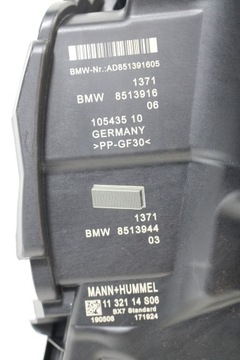 BMW-Nr.:AD851391605
1371
BMW 8513916
06
105435 10
GERMANY
>PP-GF30<
1371
BMW 8513944
03
MANN+HUMMEL
11 321 14 S06
BX7 Standard
190506 171924